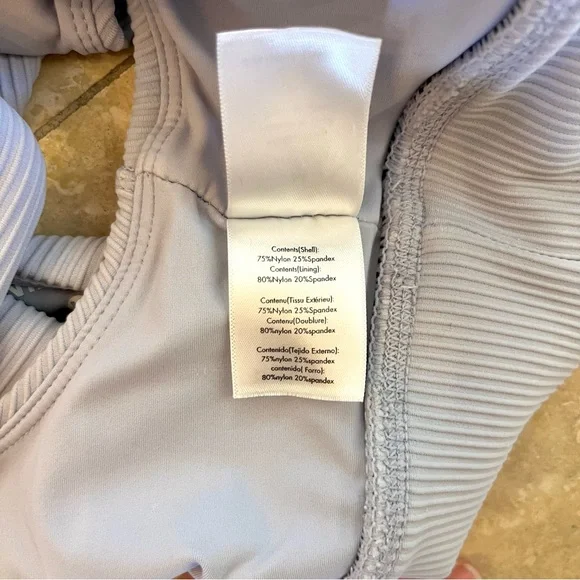 Contents(Shell):
75%Nylon 25%Spandex
Contents(Lining):
80%Nylon 20%Spandex
Contenu(Tissu Extérieu):
75%Nylon 25%Spandex
Contenu(Doublure):
80%nylon 20%spandex
Contenido(Tejido Externo):
75%nylon 25%spandex
contenido( Forro):
80%nylon 20%spandex